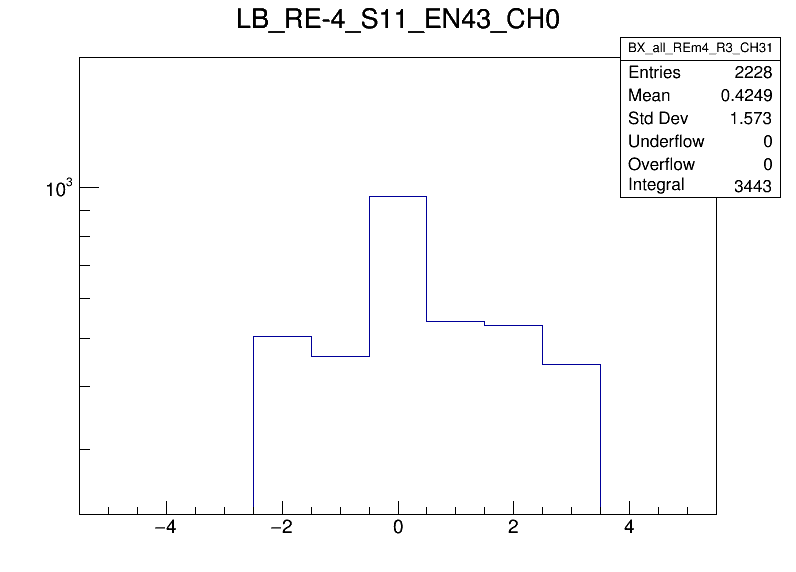 LB_RE-4_S11_EN43_CH0
BX_all_REm4_R3_CH31
Entries 2228
Mean 0.4249
Std Dev 1.573
Underflow 0
Overflow 0
Integral 3443
10³
−4 −2 0 2 4